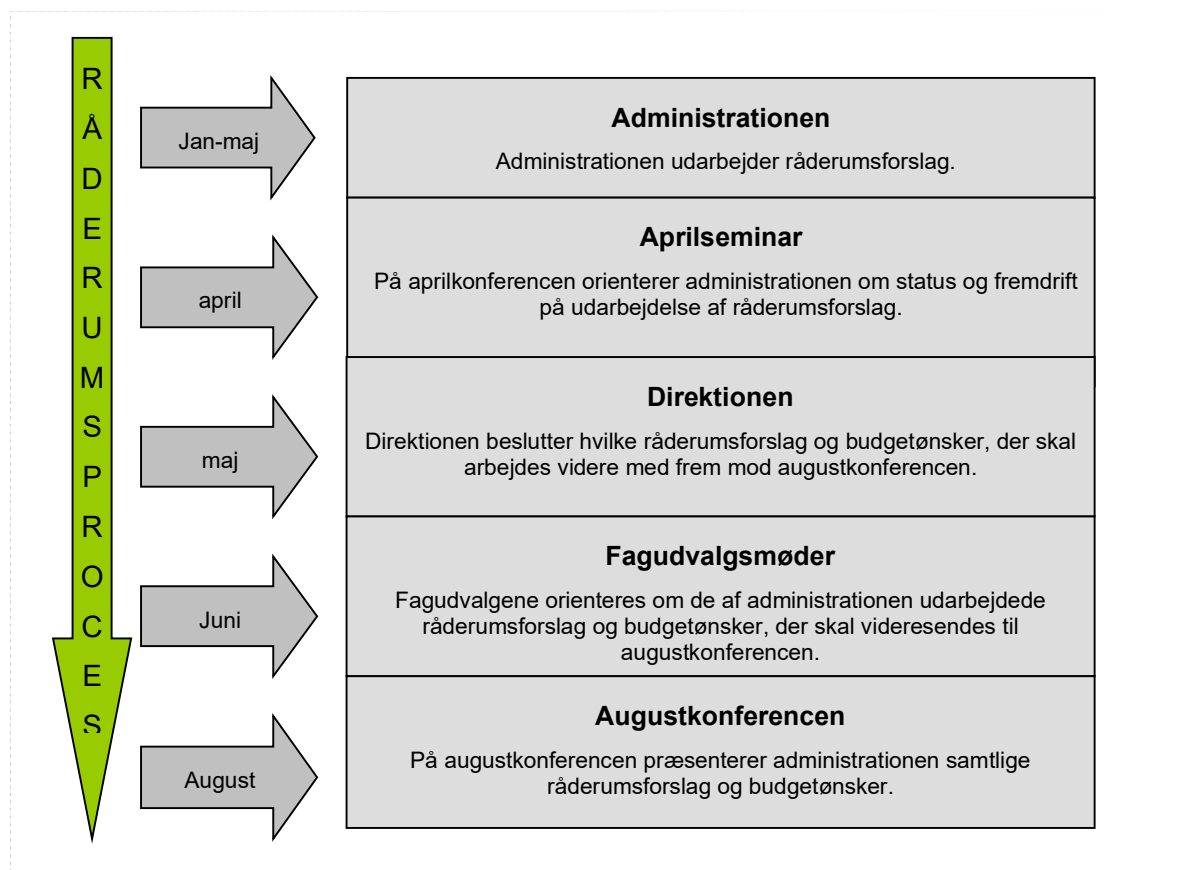 RÅDERUMSPROCES
Jan-maj
Administrationen
Administrationen udarbejder råderumsforslag.
april
Aprilseminar
På aprilkonferencen orienterer administrationen om status og fremdrift
på udarbejdelse af råderumsforslag.
maj
Direktionen
Direktionen beslutter hvilke råderumsforslag og budgetønsker, der skal
arbejdes videre med frem mod augustkonferencen.
Juni
Fagudvalgsmøder
Fagudvalgene orienteres om de af administrationen udarbejdede
råderumsforslag og budgetønsker, der skal videresendes til
augustkonferencen.
August
Augustkonferencen
På augustkonferencen præsenterer administrationen samtlige
råderumsforslag og budgetønsker.